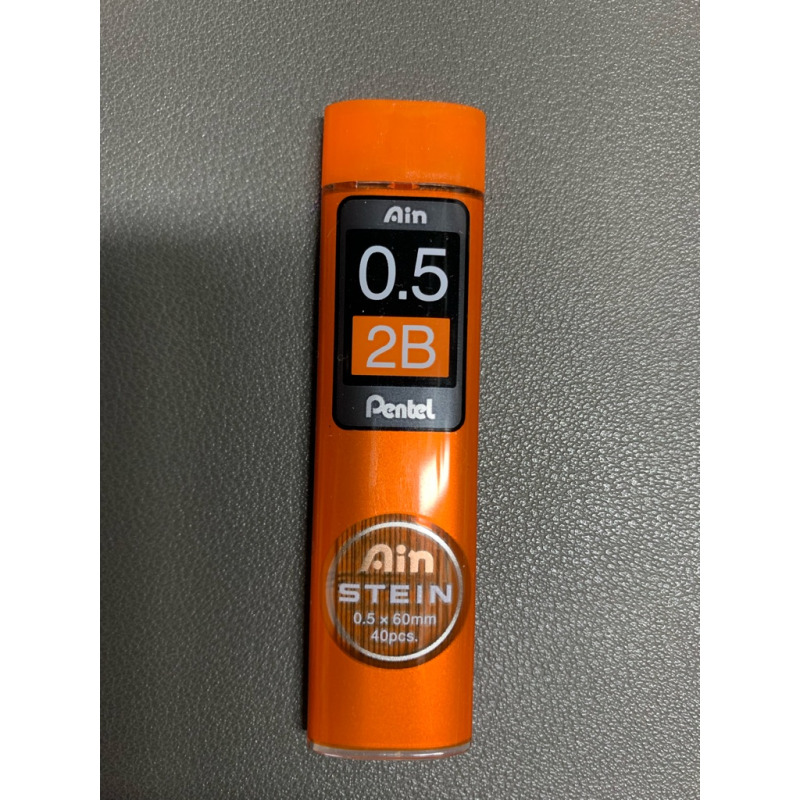 Ain
0.5
2B
Pentel
Ain
STEIN
0.5 × 60mm
40pcs.